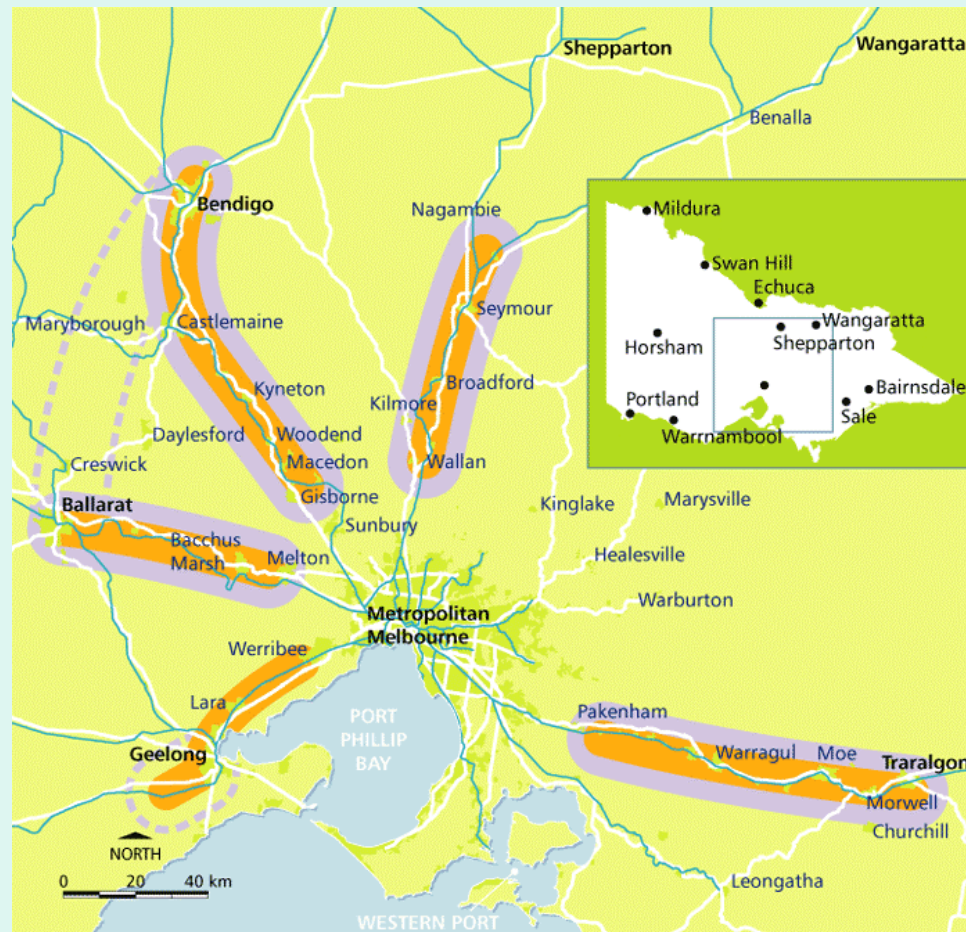 Shepparton
Wangaratta
Benalla
Bendigo
Nagambie
Mildura
Swan Hill
Echuca
Seymour
Maryborough
Castlemaine
Wangaratta
Shepparton
Horsham
Kyneton
Broadford
Bairnsdale
Kilmore
Portland
Sale
Daylesford
Woodend
Warrnambool
Creswick
Macedon
Wallan
Gisborne
Ballarat
Kinglake
Marysville
Sunbury
Bacchus
Marsh
Melton
Healesville
Warburton
Metropolitan
Melbourne
Werribee
Lara
PORT
PHILLIP
BAY
Pakenham
Geelong
Warragul
Moe
Traralgon
Morwell
Churchill
NORTH
0 20 40 km
Leongatha
WESTERN PORT